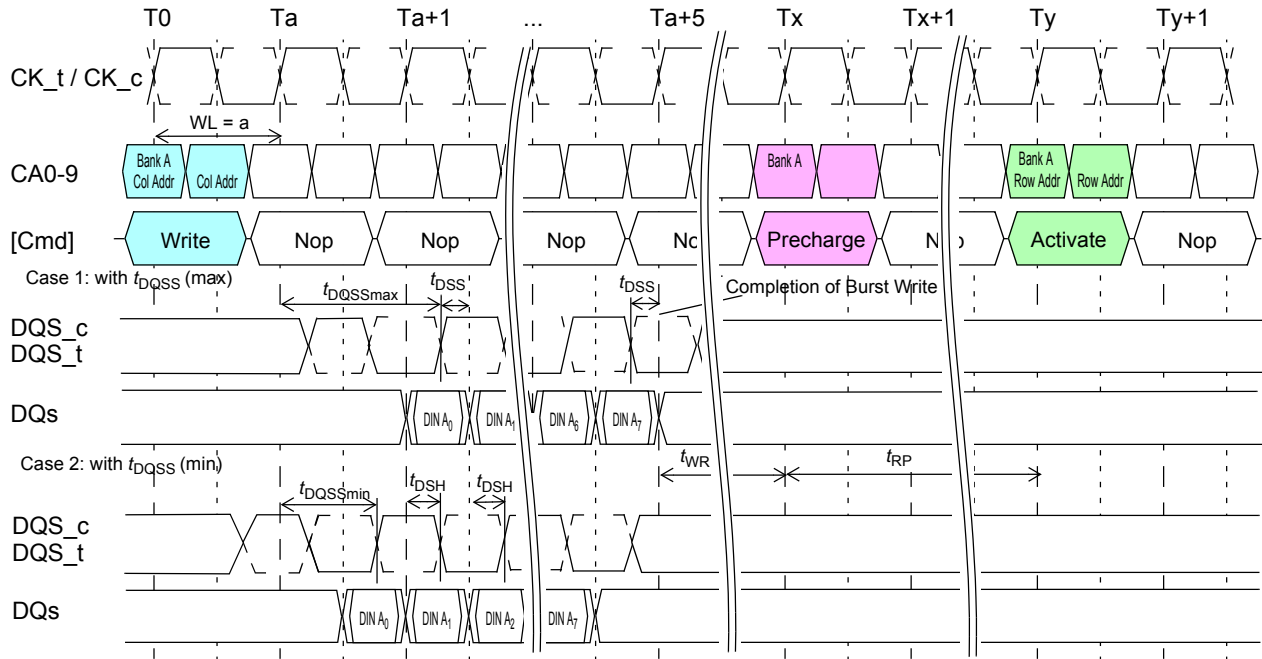 T0 Ta Ta+1 ... Ta+5 Tx Tx+1 Ty Ty+1
CK_t / CK_c
WL = a
CA0-9
Bank A
Col Addr
Col Addr
Bank A
Bank A
Row Addr
Row Addr
[Cmd] Write Nop Nop Nop Precharge Activate Nop
Case 1: with tDQSS (max)
tDQSSmax tDSS tDSS
Completion of Burst Write
DQS_c
DQS_t
DQs DIN A0 DIN A1 DIN A6 DIN A7
Case 2: with tDQSS (min)
tWR tRP
tDQSSmin tDSH tDSH
DQS_c
DQS_t
DQs DIN A0 DIN A1 DIN A2 DIN A7